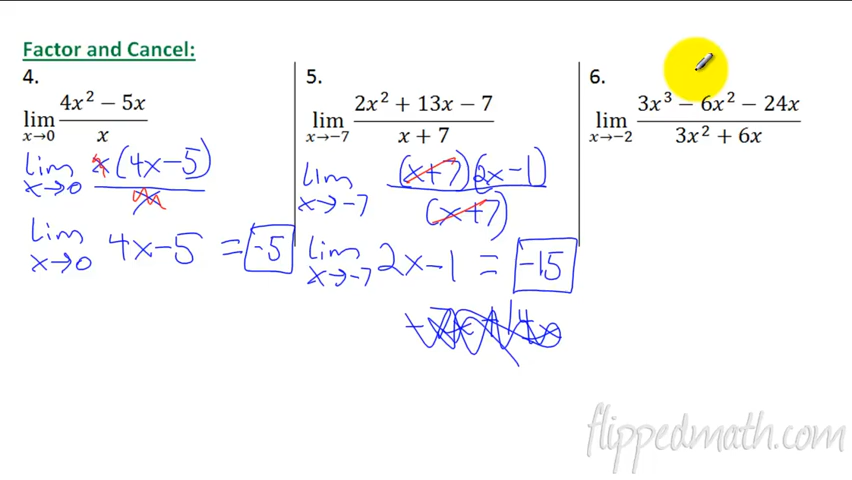 Factor and Cancel:
4.
lim x→0 (4x² − 5x)/x
lim x→0 x(4x−5)/x
lim x→0 4x−5 = -5
5.
lim x→−7 (2x² + 13x − 7)/(x + 7)
lim x→-7 (x+7)(2x−1)/(x+7)
lim x→-7 2x−1 = -15
6.
lim x→−2 (3x³ − 6x² − 24x)/(3x² + 6x)
flippedmath.com